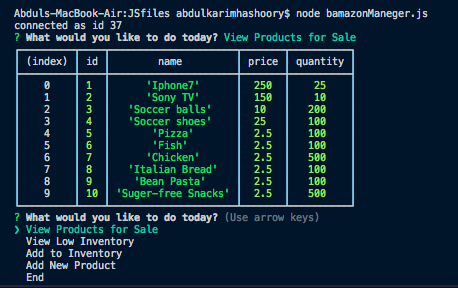 Abduls-MacBook-Air:JSfiles abdulkarimhashoory$ node bamazonManeger.js
connected as id 37
? What would you like to do today? View Products for Sale
(index) id name price quantity
0 1 'Iphone7' 250 25
1 2 'Sony TV' 150 10
2 3 'Soccer balls' 10 200
3 4 'Soccer shoes' 25 100
4 5 'Pizza' 2.5 100
5 6 'Fish' 2.5 100
6 7 'Chicken' 2.5 500
7 8 'Italian Bread' 2.5 100
8 9 'Bean Pasta' 2.5 100
9 10 'Suger-free Snacks' 2.5 500
? What would you like to do today? (Use arrow keys)
❯ View Products for Sale
View Low Inventory
Add to Inventory
Add New Product
End